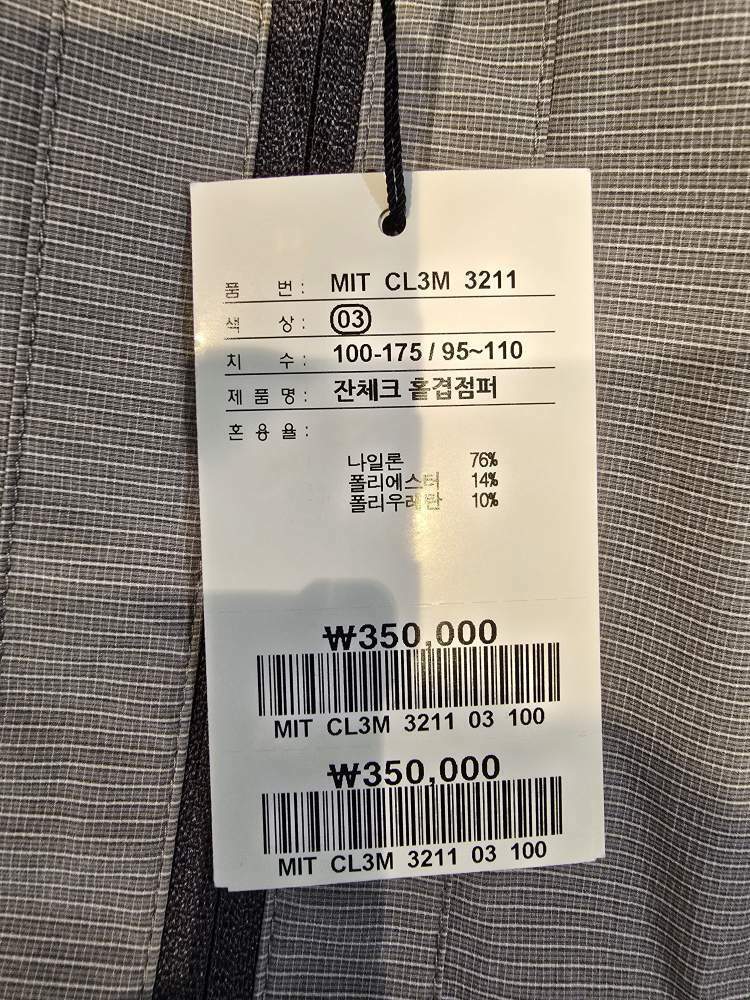 품 번 : MIT CL3M 3211
색 상 : 03
치 수 : 100-175 / 95~110
제 품 명 : 잔체크 홑겹점퍼
혼 용 율 :
나일론 76%
폴리에스터 14%
폴리우레탄 10%
₩350,000
MIT CL3M 3211 03 100
₩350,000
MIT CL3M 3211 03 100